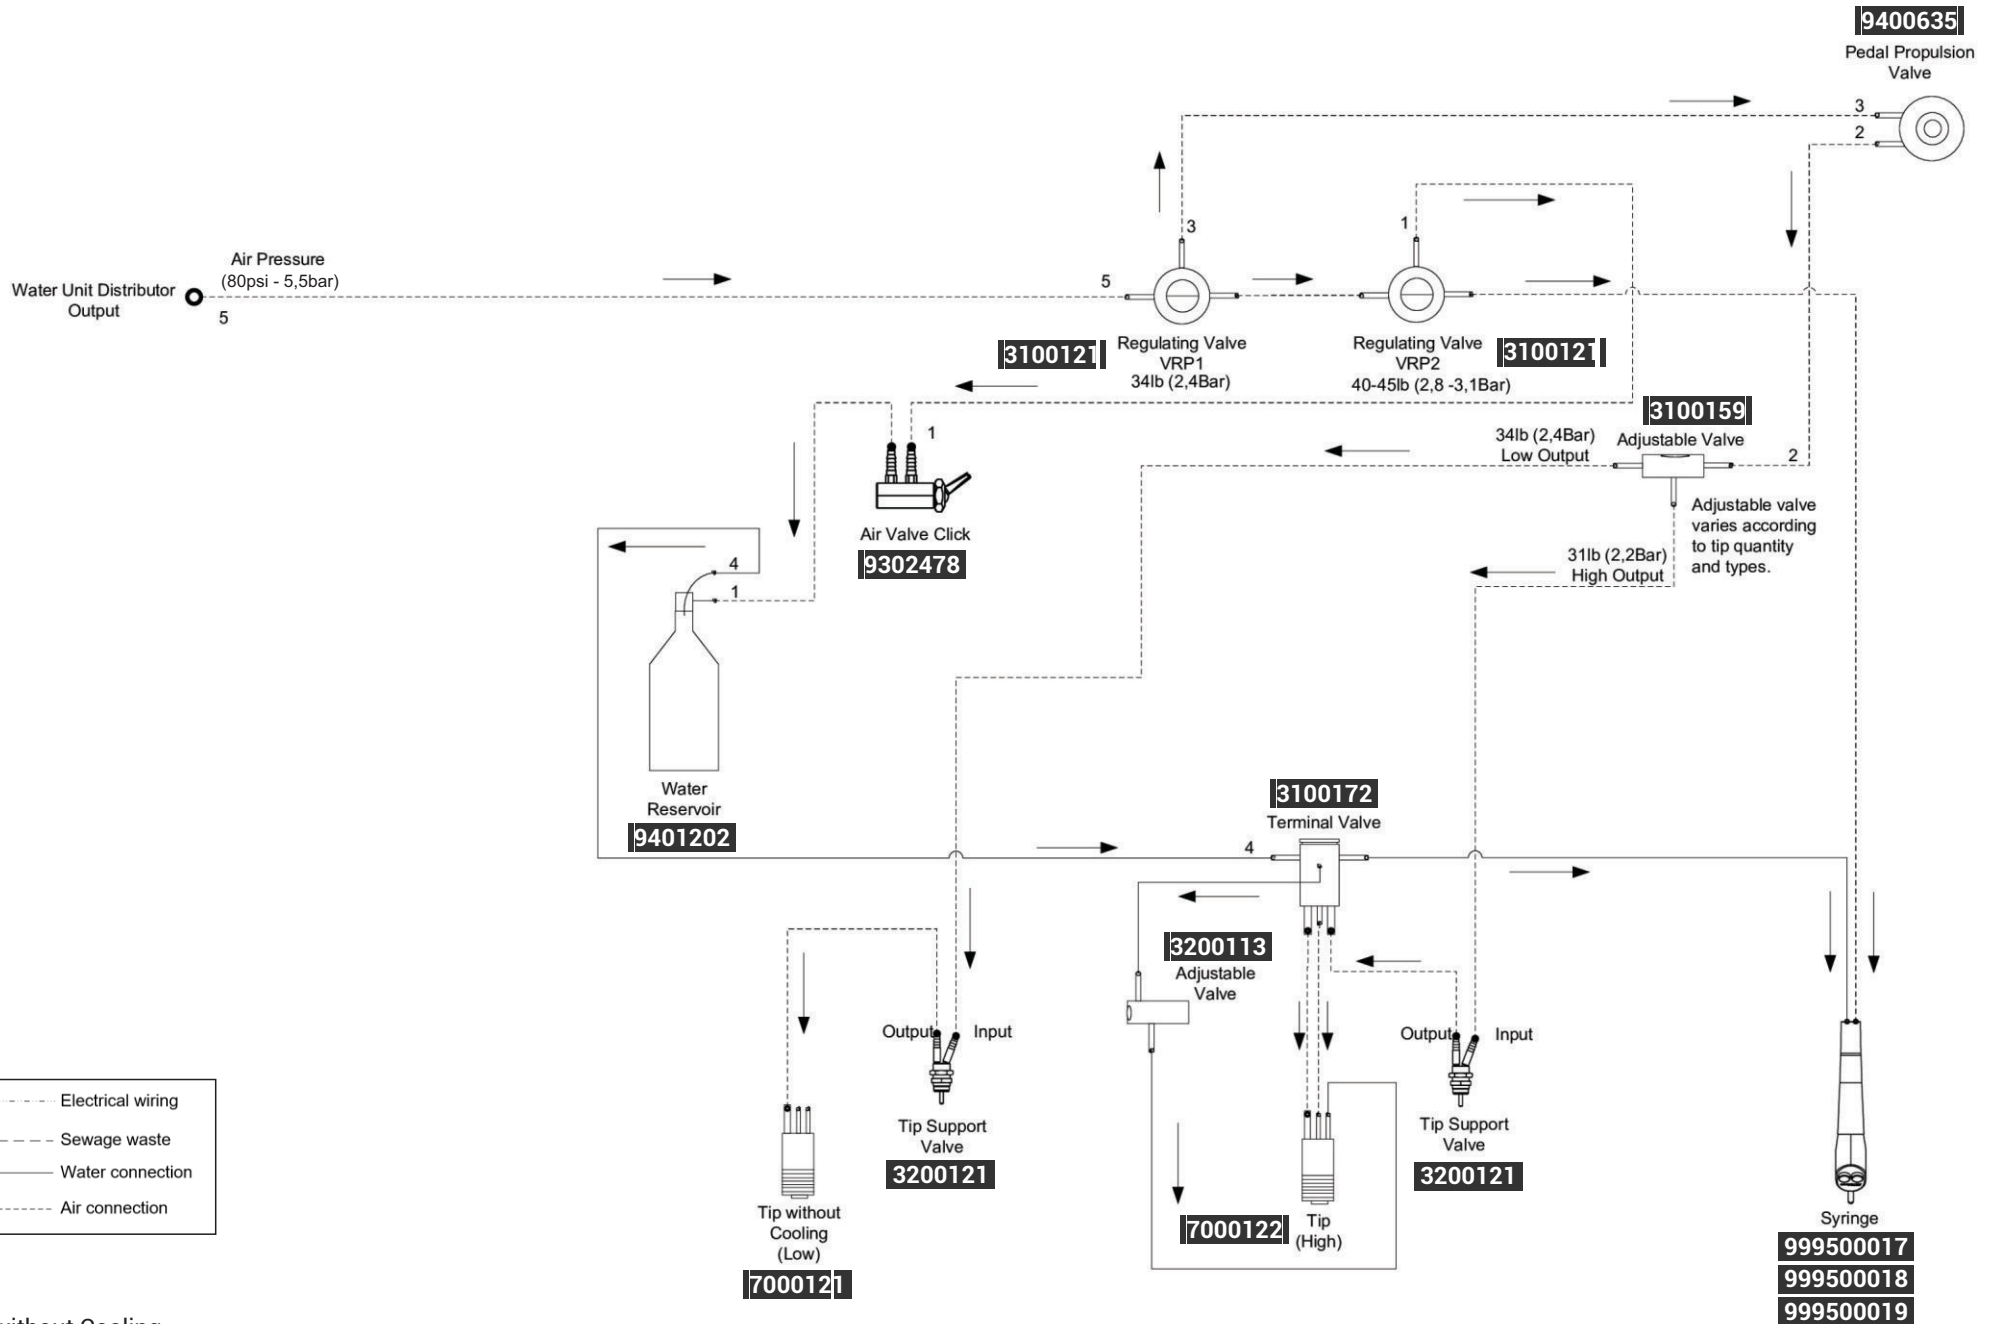 9400635
Pedal Propulsion
Valve
3
2
3
1
Air Pressure
(80psi - 5,5bar)
Water Unit Distributor
Output
5
5
3100121
Regulating Valve
VRP1
34lb (2,4Bar)
Regulating Valve
VRP2
40-45lb (2,8 -3,1Bar)
3100121
3100159
Adjustable Valve
34lb (2,4Bar)
Low Output
2
1
Adjustable valve
varies according
to tip quantity
and types.
Air Valve Click
9302478
31lb (2,2Bar)
High Output
4
1
Water
Reservoir
9401202
3100172
Terminal Valve
4
3200113
Adjustable
Valve
Output
Input
Output
Input
Tip Support
Valve
3200121
Tip Support
Valve
3200121
Electrical wiring
Sewage waste
Water connection
Air connection
Tip without
Cooling
(Low)
7000121
7000122
Tip
(High)
Syringe
999500017
999500018
999500019